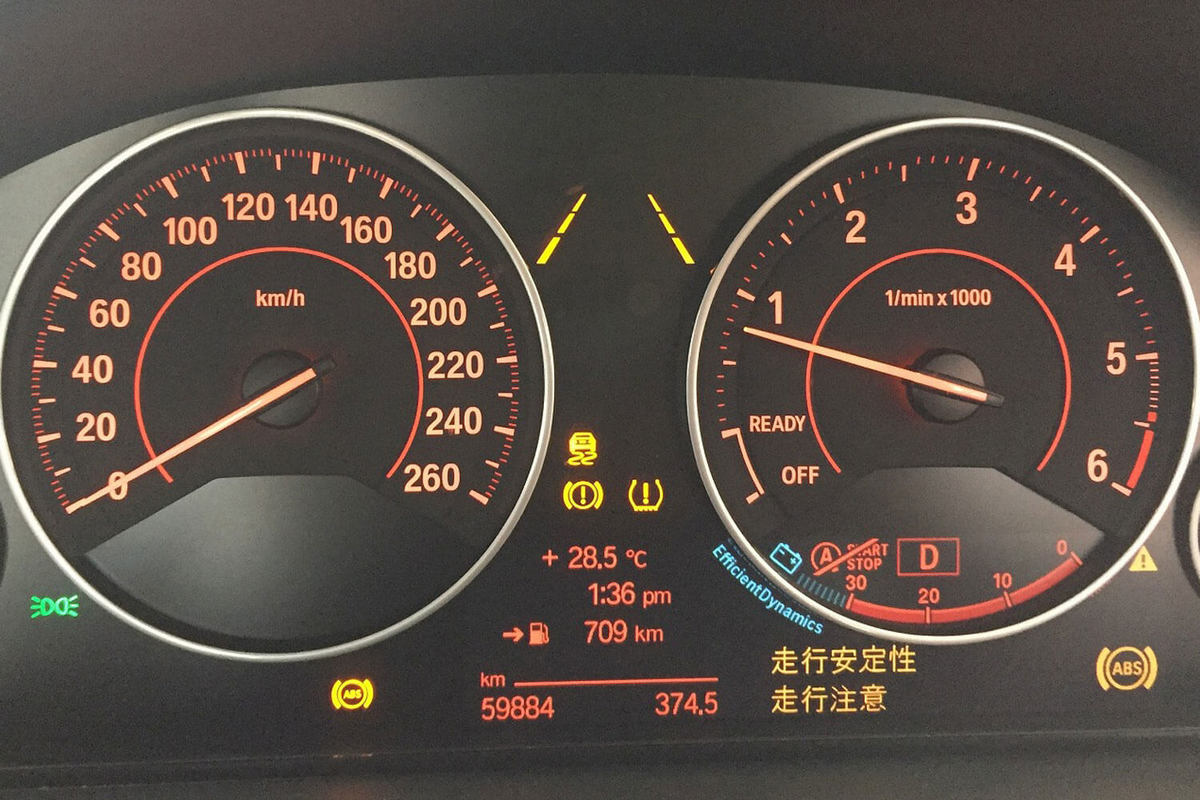 120 140
100 160
80 180
60 200
40 220
20 240
0 260
km/h
1 2 3 4 5 6
1/min x 1000
READY
OFF
+ 28.5 °C
1:36 pm
709 km
km
59884 374.5
ABS
A START STOP
D
30 20 10 0
EfficientDynamics
走行安定性
走行注意
ABS